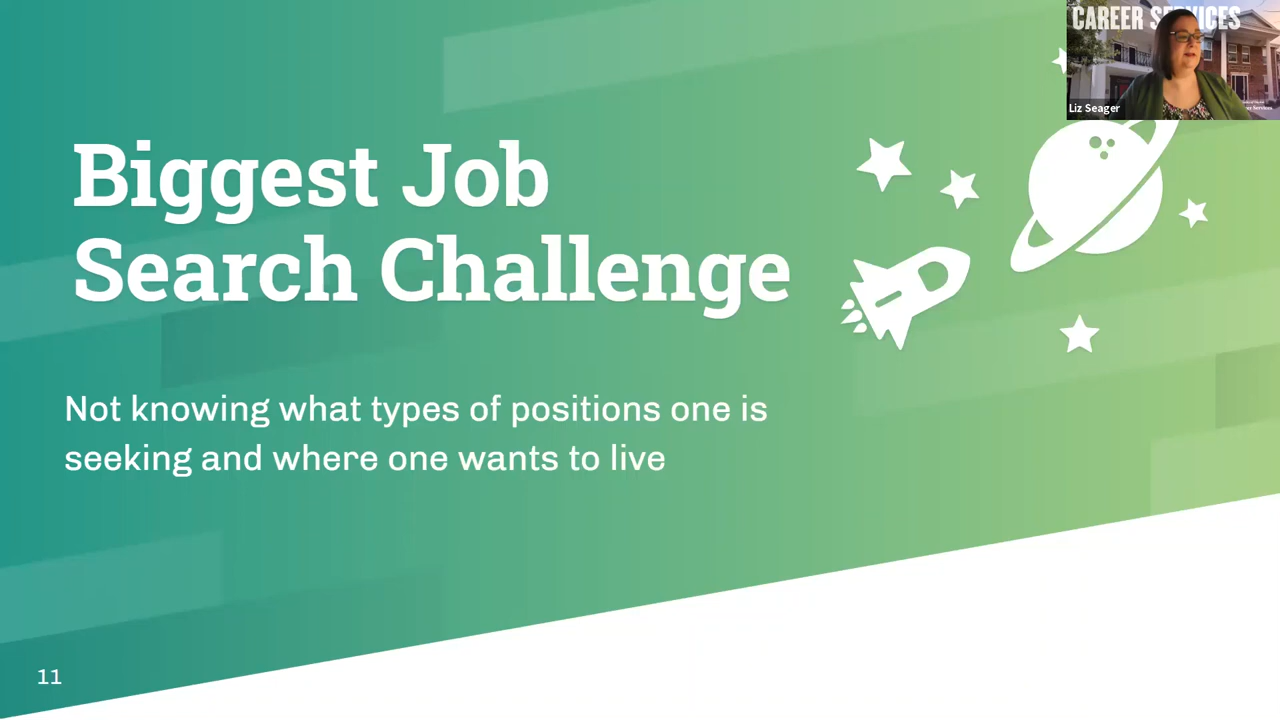 CAREER SERVICES
Liz Seager
Biggest Job
Search Challenge
Not knowing what types of positions one is
seeking and where one wants to live
11